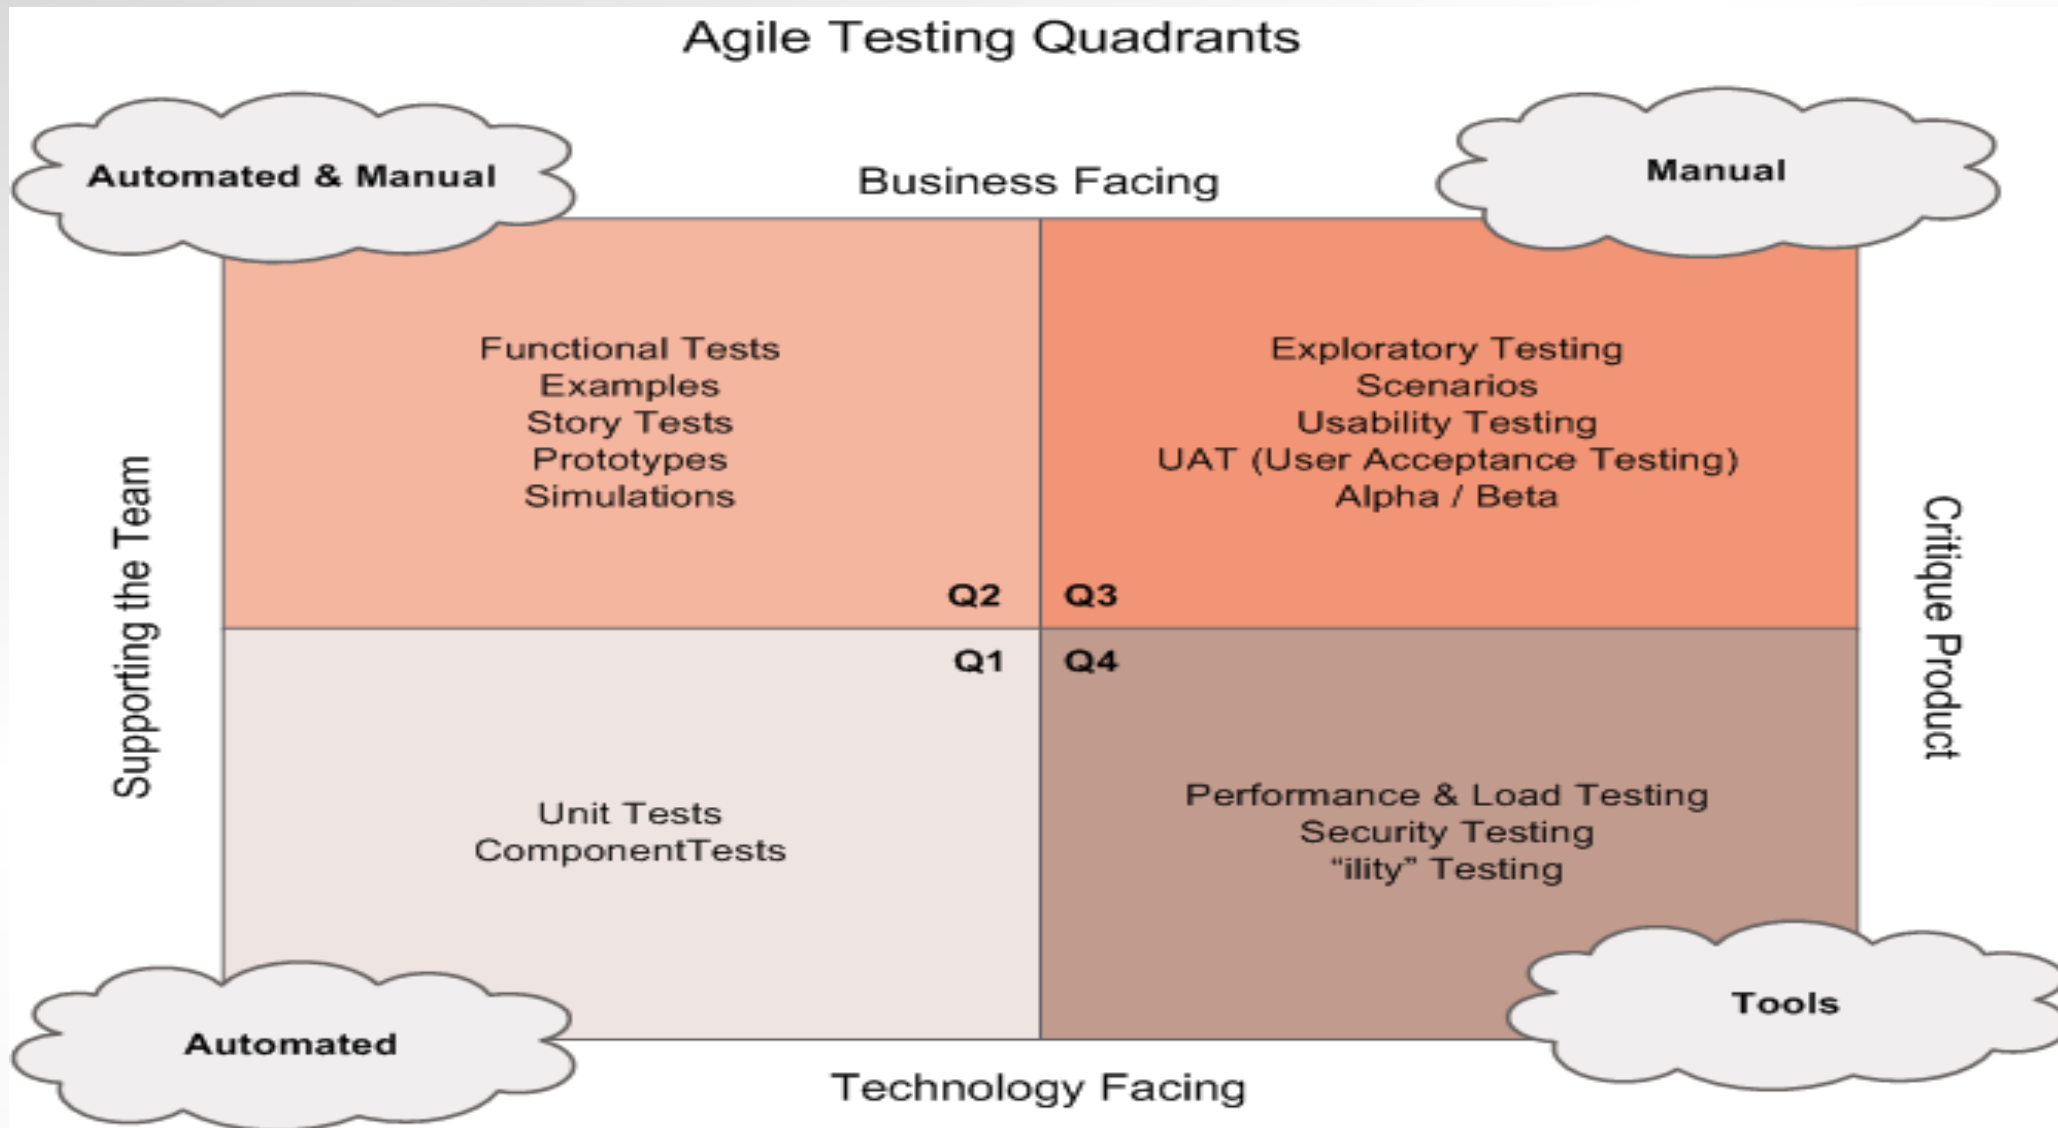 Agile Testing Quadrants
Automated & Manual
Business Facing
Manual
Functional Tests
Examples
Story Tests
Prototypes
Simulations
Q2
Exploratory Testing
Scenarios
Usability Testing
UAT (User Acceptance Testing)
Alpha / Beta
Q3
Supporting the Team
Critique Product
Q1
Unit Tests
ComponentTests
Q4
Performance & Load Testing
Security Testing
“ility” Testing
Automated
Technology Facing
Tools